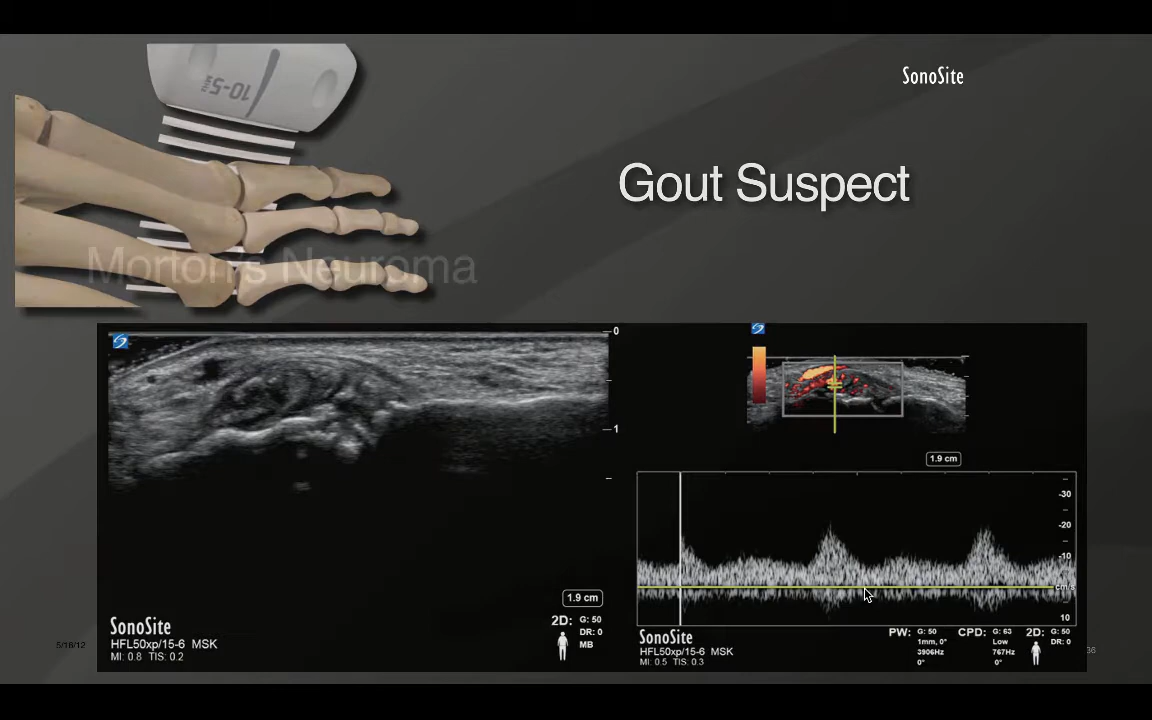 10-5
MHz
SonoSite
Gout Suspect
Morton's Neuroma
0
1
1.9 cm
2D:
G: 50
DR: 0
MB
SonoSite
HFL50xp/15-6 MSK
MI: 0.8 TIS: 0.2
5/18/12
1.9 cm
-30
-20
-10
cm/s
10
SonoSite
HFL50xp/15-6 MSK
MI: 0.5 TIS: 0.3
PW:
G: 50
1mm, 0°
3906Hz
0°
CPD:
G: 63
Low
767Hz
0°
2D:
G: 50
DR: 0
36